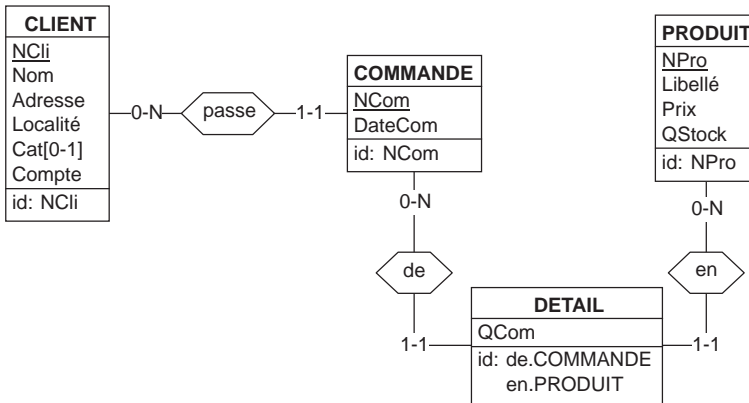 CLIENT
NCli
Nom
Adresse
Localité
Cat[0-1]
Compte
id: NCli
0-N
passe
1-1
COMMANDE
NCom
DateCom
id: NCom
PRODUIT
NPro
Libellé
Prix
QStock
id: NPro
0-N
de
1-1
0-N
en
1-1
DETAIL
QCom
id: de.COMMANDE
en.PRODUIT